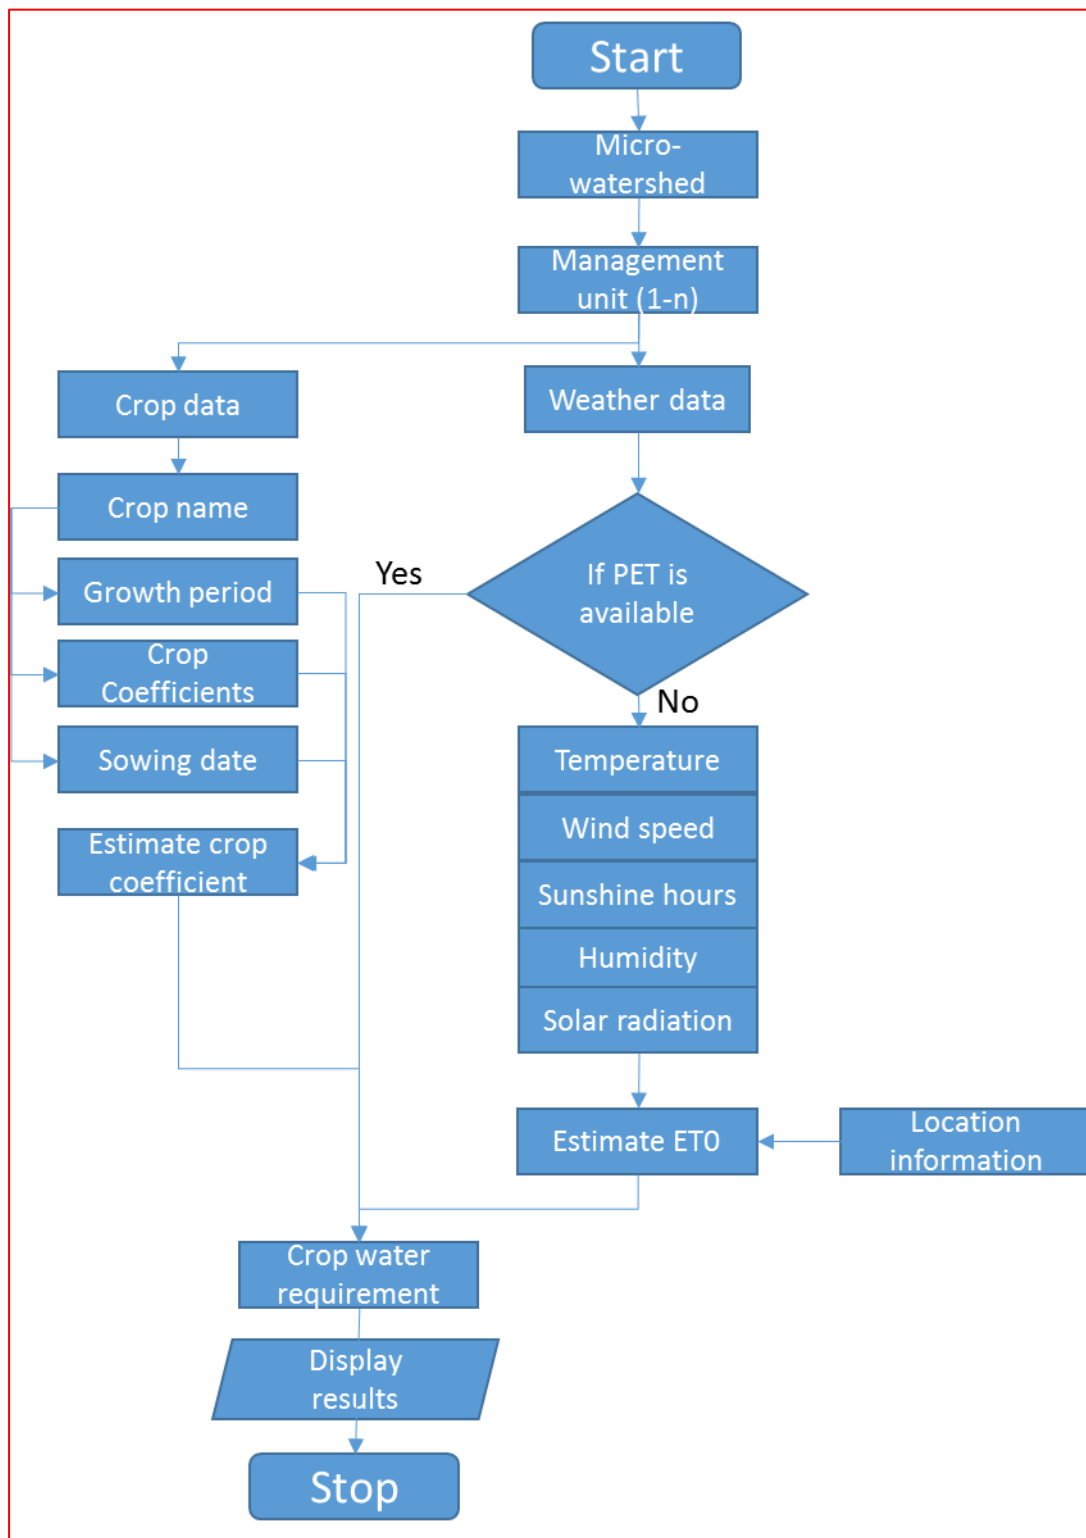 Start
Micro-
watershed
Management
unit (1-n)
Crop data
Weather data
Crop name
Growth period
Crop
Coefficients
Sowing date
Estimate crop
coefficient
Yes
If PET is
available
No
Temperature
Wind speed
Sunshine hours
Humidity
Solar radiation
Estimate ET0
Location
information
Crop water
requirement
Display
results
Stop